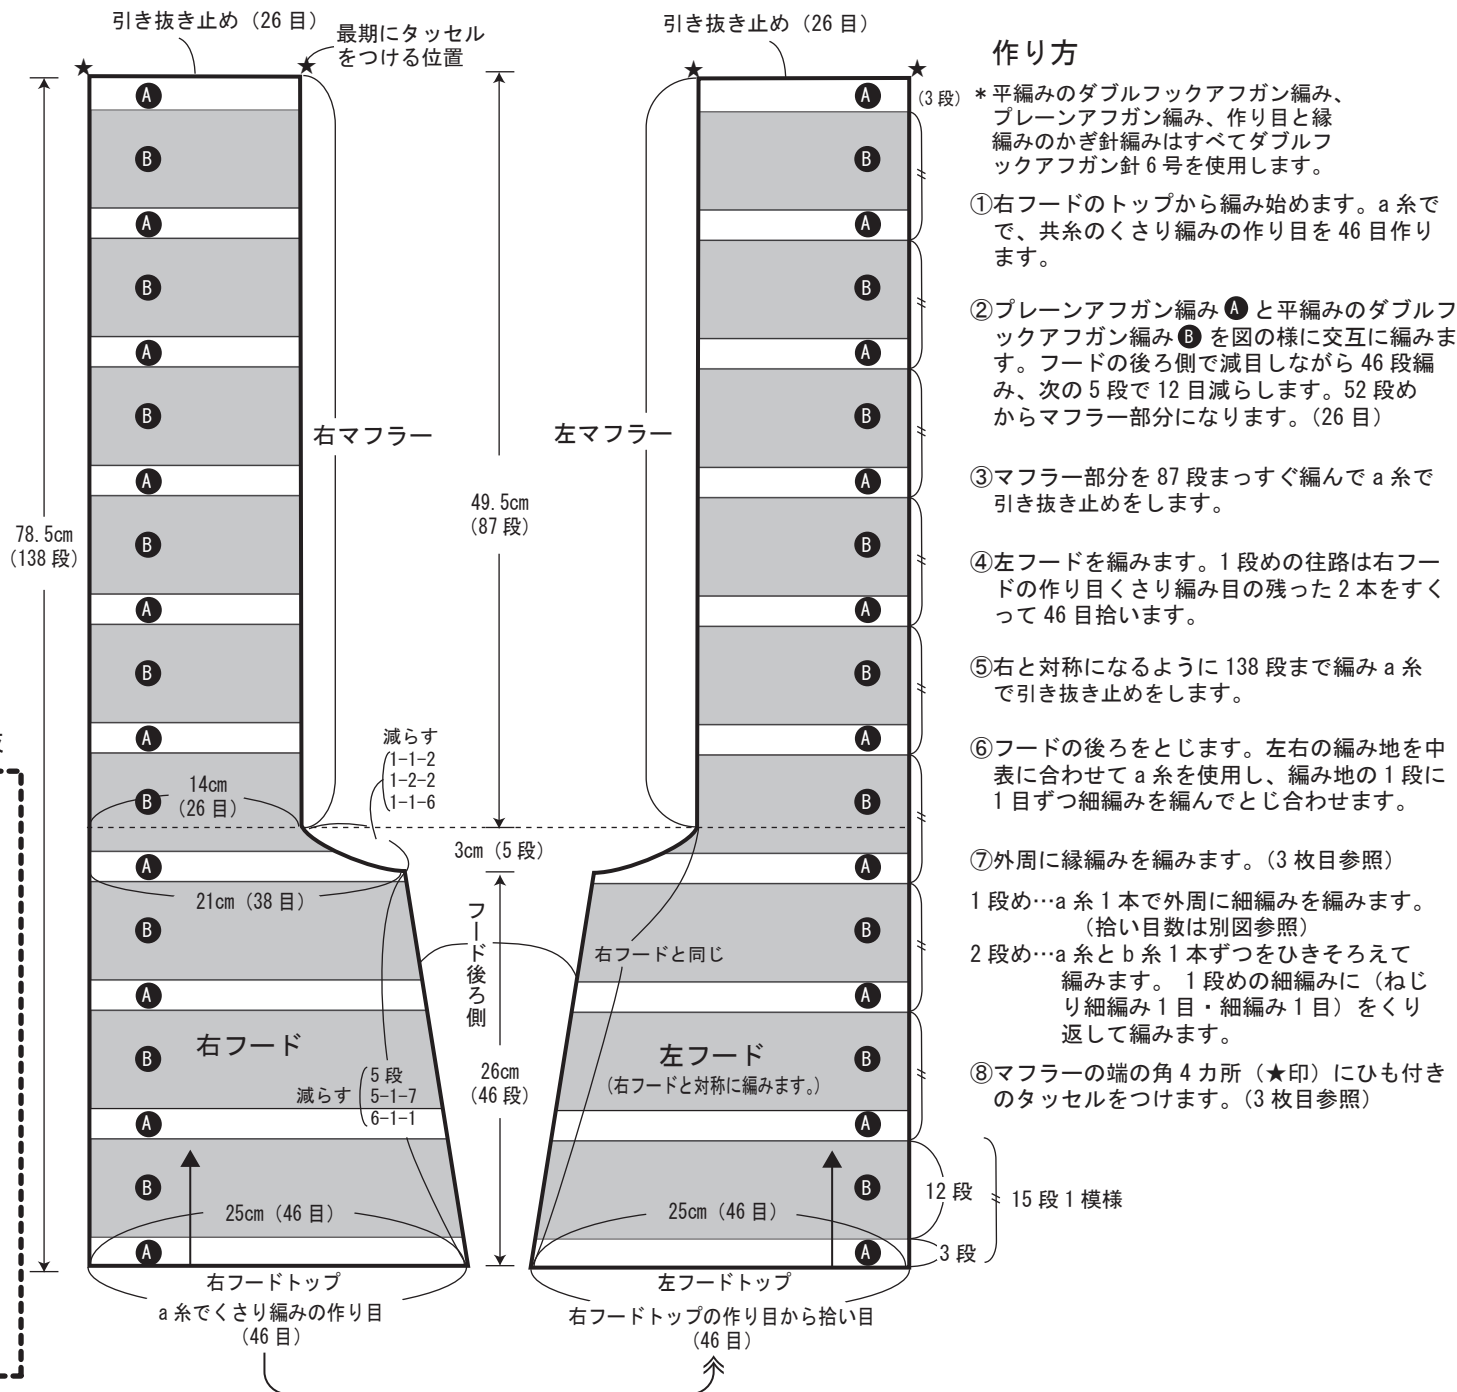 引き抜き止め（26 目）
最期にタッセル
をつける位置
★
★
A
B
A
B
A
B
A
B
A
B
A
B
A
B
A
B
A
B
A
右マフラー
78.5cm
(138 段)
14cm
(26 目)
減らす
1-1-2
1-2-2
1-1-6
21cm（38 目）
右フード
減らす
5 段
5-1-7
6-1-1
25cm（46 目）
右フードトップ
a 糸でくさり編みの作り目
(46 目)
49.5cm
(87 段)
3cm（5 段）
フード後ろ側
26cm
(46 段)
引き抜き止め（26 目）
★
★
A
(3 段)
B
A
B
A
B
A
B
A
B
A
B
A
B
A
B
A
B
A
左マフラー
右フードと同じ
左フード
(右フードと対称に編みます。)
25cm（46 目）
12 段
3 段
15 段 1 模様
左フードトップ
右フードトップの作り目から拾い目
(46 目)
作り方
＊平編みのダブルフックアフガン編み、
プレーンアフガン編み、作り目と縁
編みのかぎ針編みはすべてダブルフ
ックアフガン針 6 号を使用します。
①右フードのトップから編み始めます。a 糸で
で、共糸のくさり編みの作り目を 46 目作り
ます。
②プレーンアフガン編み A と平編みのダブルフ
ックアフガン編み B を図の様に交互に編みま
す。フードの後ろ側で減目しながら 46 段編
み、次の 5 段で 12 目減らします。52 段め
からマフラー部分になります。(26 目)
③マフラー部分を 87 段まっすぐ編んで a 糸で
引き抜き止めをします。
④左フードを編みます。1 段めの往路は右フー
ドの作り目くさり編み目の残った 2 本をすく
って 46 目拾います。
⑤右と対称になるように 138 段まで編み a 糸
で引き抜き止めをします。
⑥フードの後ろをとじます。左右の編み地を中
表に合わせて a 糸を使用し、編み地の 1 段に
1 目ずつ細編みを編んでとじ合わせます。
⑦外周に縁編みを編みます。(3 枚目参照)
1 段め…a 糸 1 本で外周に細編みを編みます。
(拾い目数は別図参照)
2 段め…a 糸と b 糸 1 本ずつをひきそろえて
編みます。 1 段めの細編みに（ねじ
り細編み 1 目・細編み 1 目）をくり
返して編みます。
⑧マフラーの端の角 4 カ所（★印）にひも付き
のタッセルをつけます。(3 枚目参照)